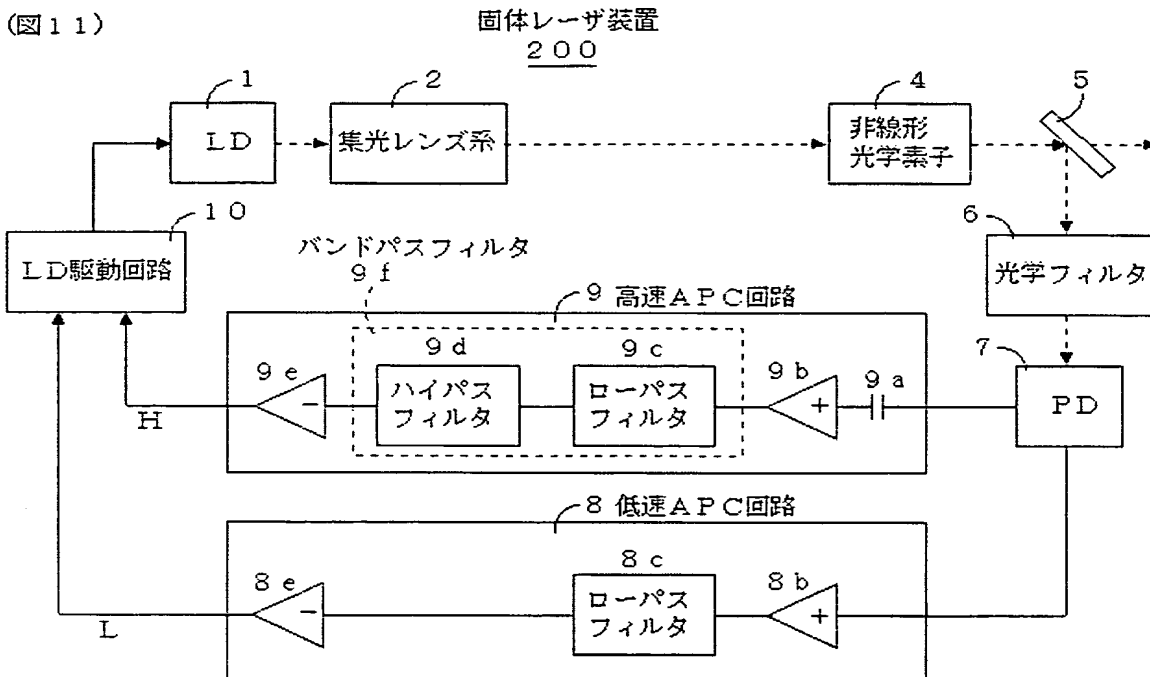 (図11)
固体レーザ装置
200
1
2
4
5
LD
集光レンズ系
非線形
光学素子
10
6
LD駆動回路
バンドパスフィルタ
9f
光学フィルタ
9 高速APC回路
7
9e
9d
9c
9b
9a
ハイパス
フィルタ
ローパス
フィルタ
PD
−
+
H
8 低速APC回路
8e
8c
8b
ローパス
フィルタ
−
+
L